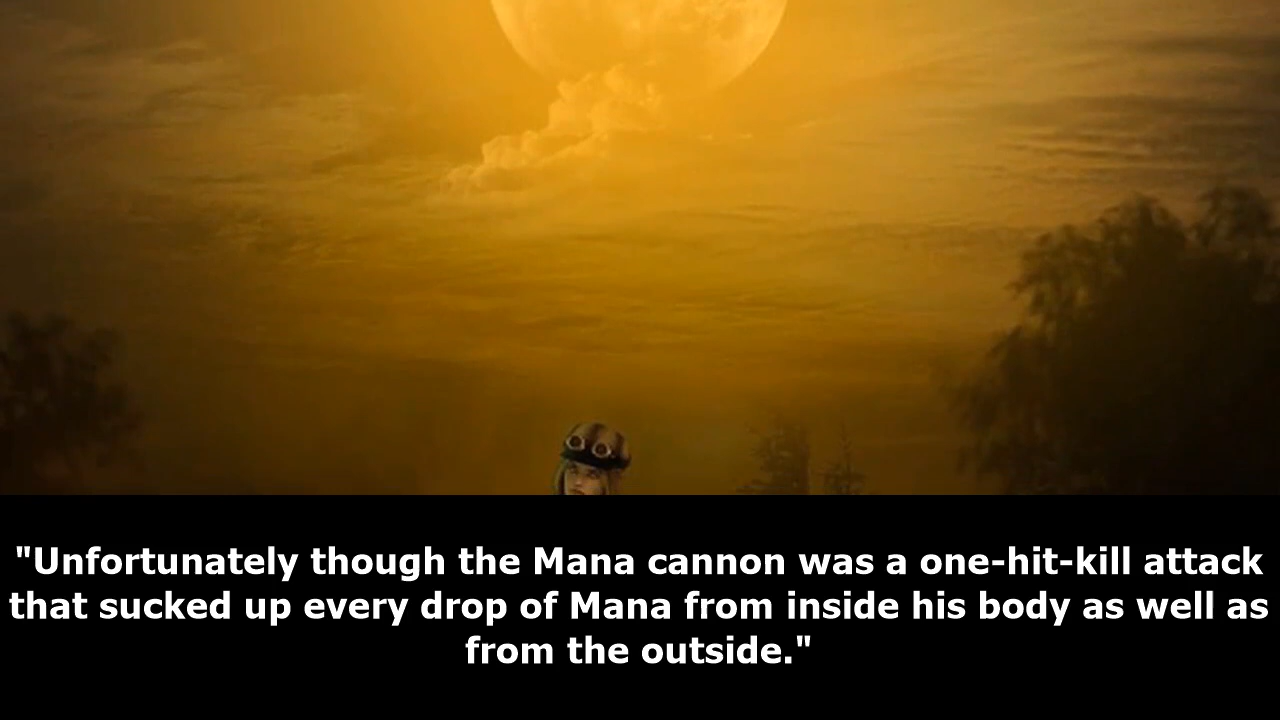 "Unfortunately though the Mana cannon was a one-hit-kill attack
that sucked up every drop of Mana from inside his body as well as
from the outside."